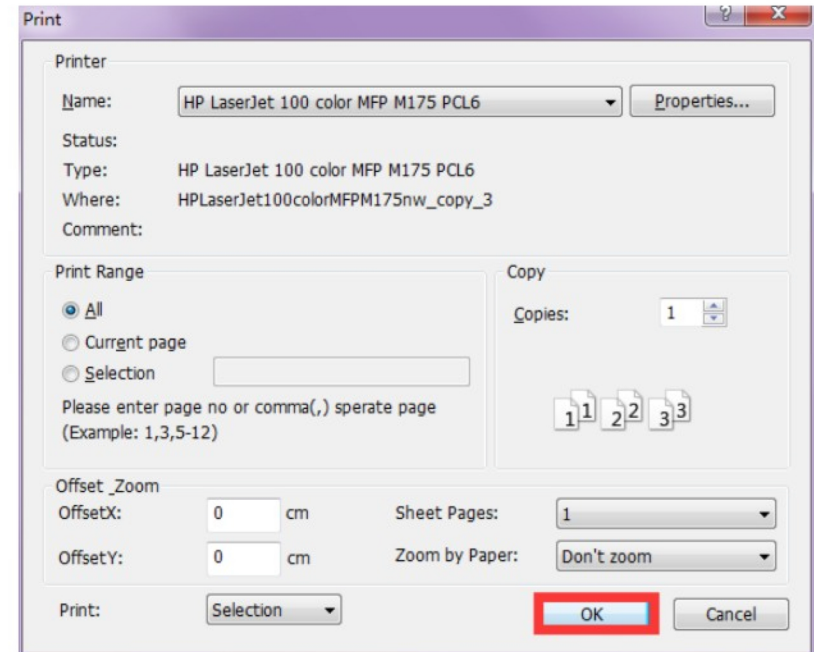 Print
Printer
Name: HP LaserJet 100 color MFP M175 PCL6 Properties...
Status:
Type: HP LaserJet 100 color MFP M175 PCL6
Where: HPLaserJet100colorMFPM175nw_copy_3
Comment:
Print Range
All
Current page
Selection
Please enter page no or comma(,) sperate page
(Example: 1,3,5-12)
Copy
Copies: 1
1 1 2 2 3 3
Offset _Zoom
OffsetX: 0 cm Sheet Pages: 1
OffsetY: 0 cm Zoom by Paper: Don't zoom
Print: Selection OK Cancel